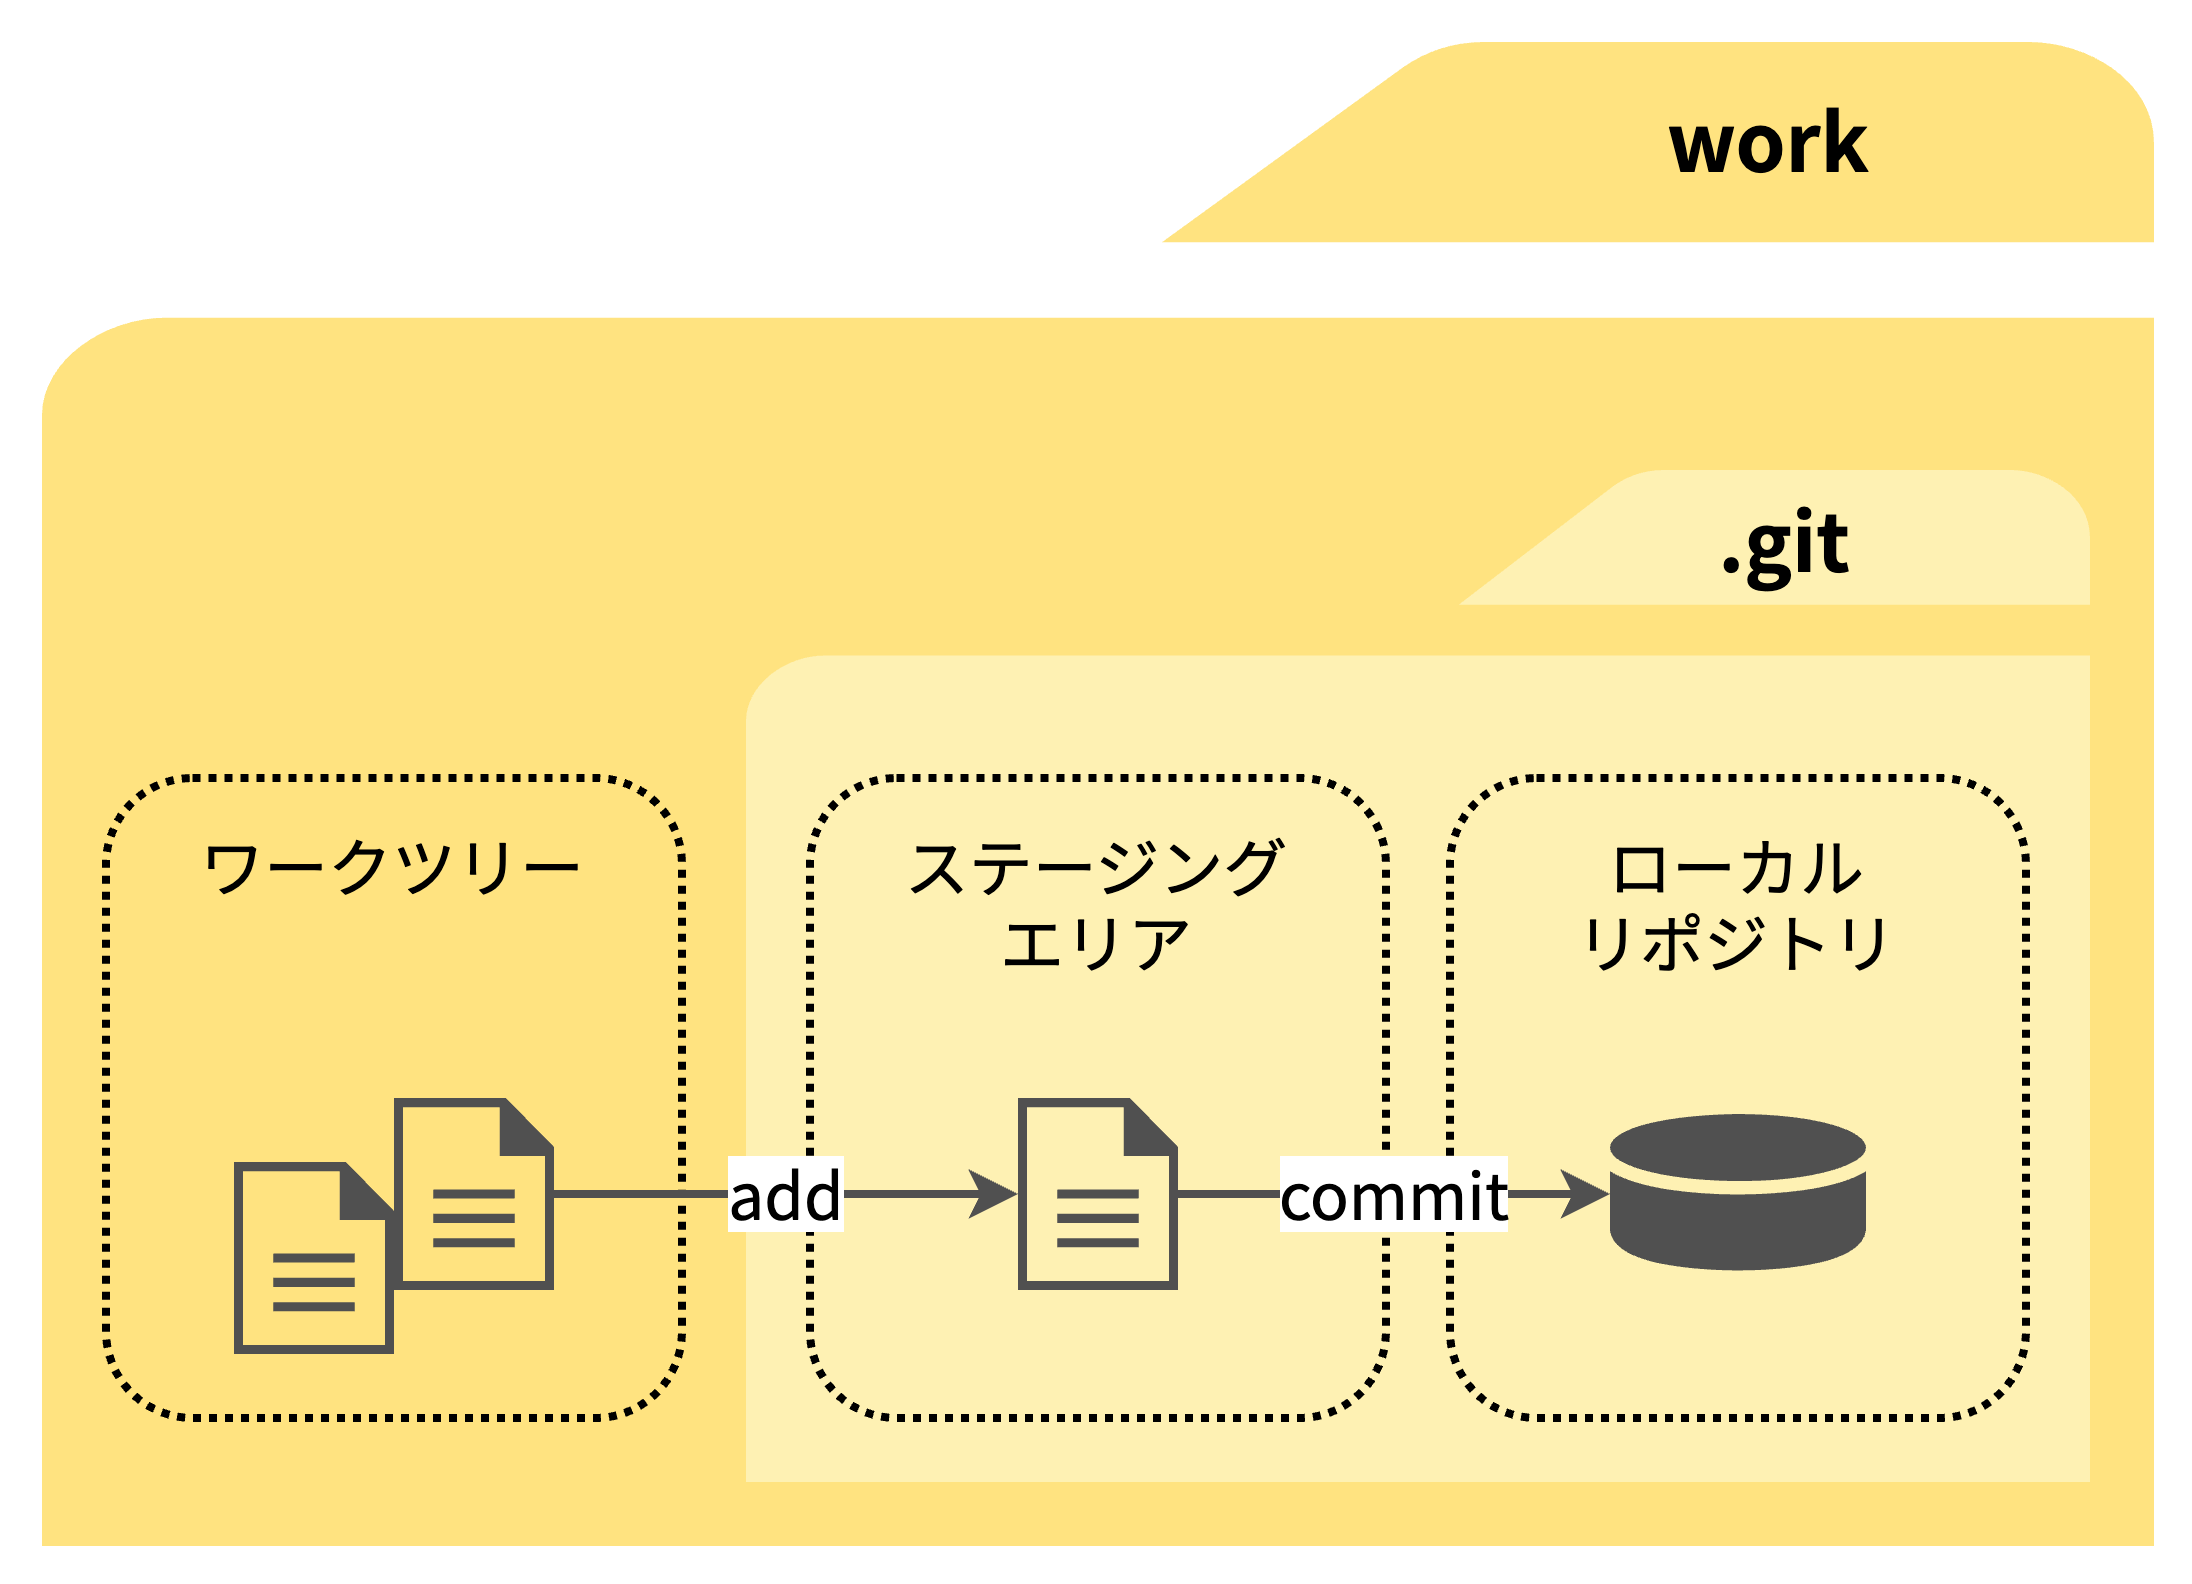 work
.git
ワークツリー
ステージング
エリア
ローカル
リポジトリ
add
commit